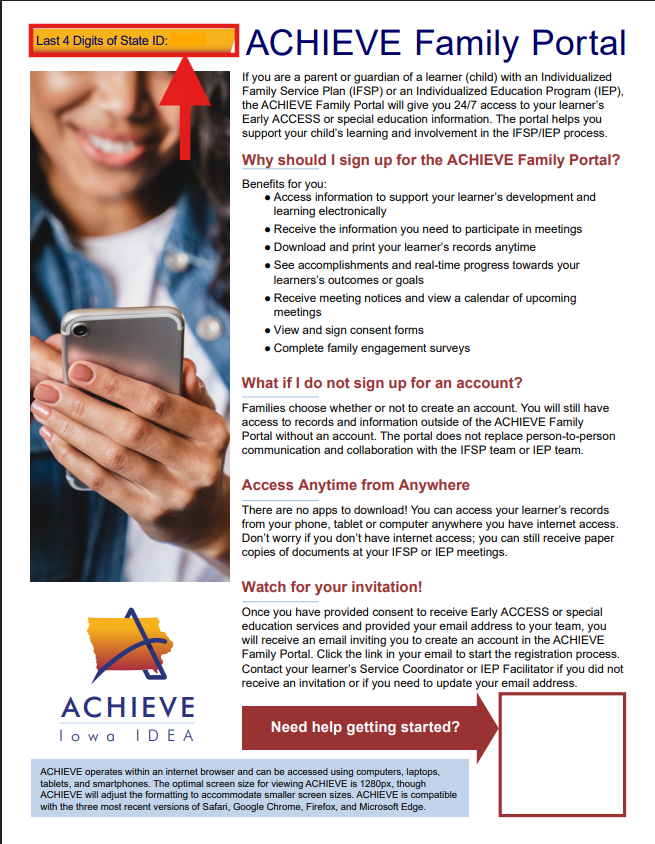 Last 4 Digits of State ID:
ACHIEVE Family Portal
If you are a parent or guardian of a learner (child) with an Individualized
Family Service Plan (IFSP) or an Individualized Education Program (IEP),
the ACHIEVE Family Portal will give you 24/7 access to your learner's
Early ACCESS or special education information. The portal helps you
support your child's learning and involvement in the IFSP/IEP process.
Why should I sign up for the ACHIEVE Family Portal?
Benefits for you:
● Access information to support your learner's development and
learning electronically
● Receive the information you need to participate in meetings
● Download and print your learner's records anytime
● See accomplishments and real-time progress towards your
learners's outcomes or goals
● Receive meeting notices and view a calendar of upcoming
meetings
● View and sign consent forms
● Complete family engagement surveys
What if I do not sign up for an account?
Families choose whether or not to create an account. You will still have
access to records and information outside of the ACHIEVE Family
Portal without an account. The portal does not replace person-to-person
communication and collaboration with the IFSP team or IEP team.
Access Anytime from Anywhere
There are no apps to download! You can access your learner's records
from your phone, tablet or computer anywhere you have internet access.
Don't worry if you don't have internet access; you can still receive paper
copies of documents at your IFSP or IEP meetings.
Watch for your invitation!
Once you have provided consent to receive Early ACCESS or special
education services and provided your email address to your team, you
will receive an email inviting you to create an account in the ACHIEVE
Family Portal. Click the link in your email to start the registration process.
Contact your learner's Service Coordinator or IEP Facilitator if you did not
receive an invitation or if you need to update your email address.
ACHIEVE
Iowa IDEA
Need help getting started?
ACHIEVE operates within an internet browser and can be accessed using computers, laptops,
tablets, and smartphones. The optimal screen size for viewing ACHIEVE is 1280px, though
ACHIEVE will adjust the formatting to accommodate smaller screen sizes. ACHIEVE is compatible
with the three most recent versions of Safari, Google Chrome, Firefox, and Microsoft Edge.